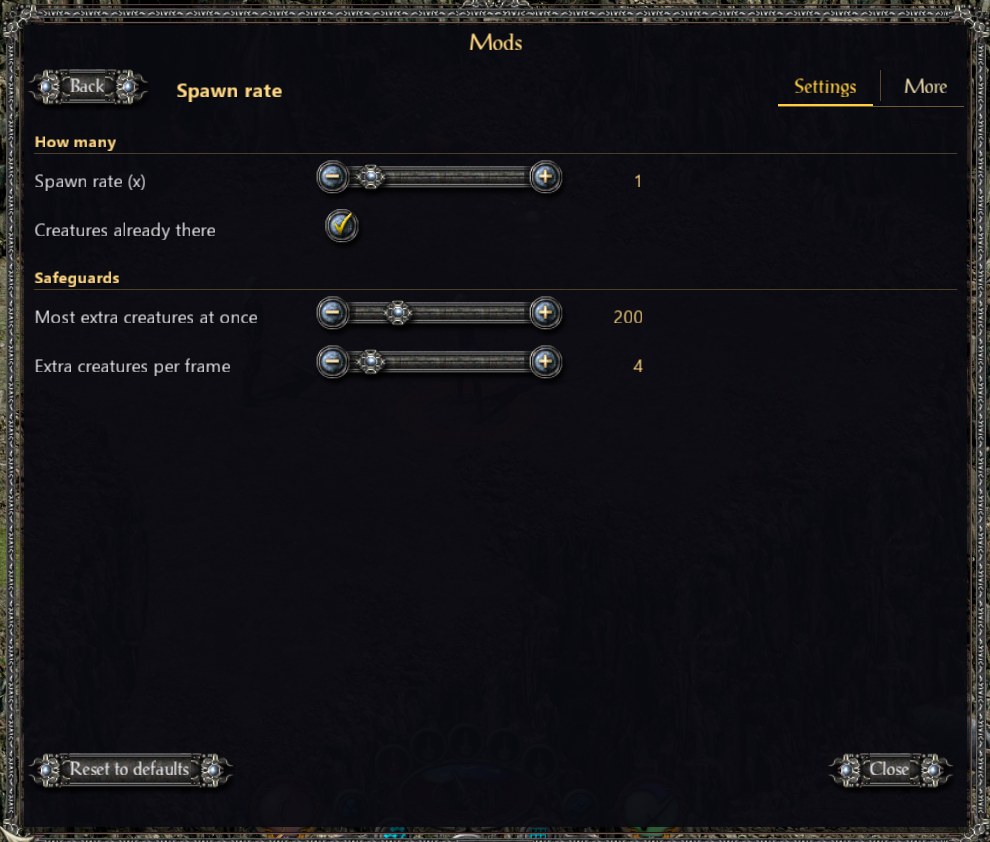 Mods
Back
Spawn rate
Settings
More
How many
Spawn rate (x)
1
Creatures already there
Safeguards
Most extra creatures at once
200
Extra creatures per frame
4
Reset to defaults
Close